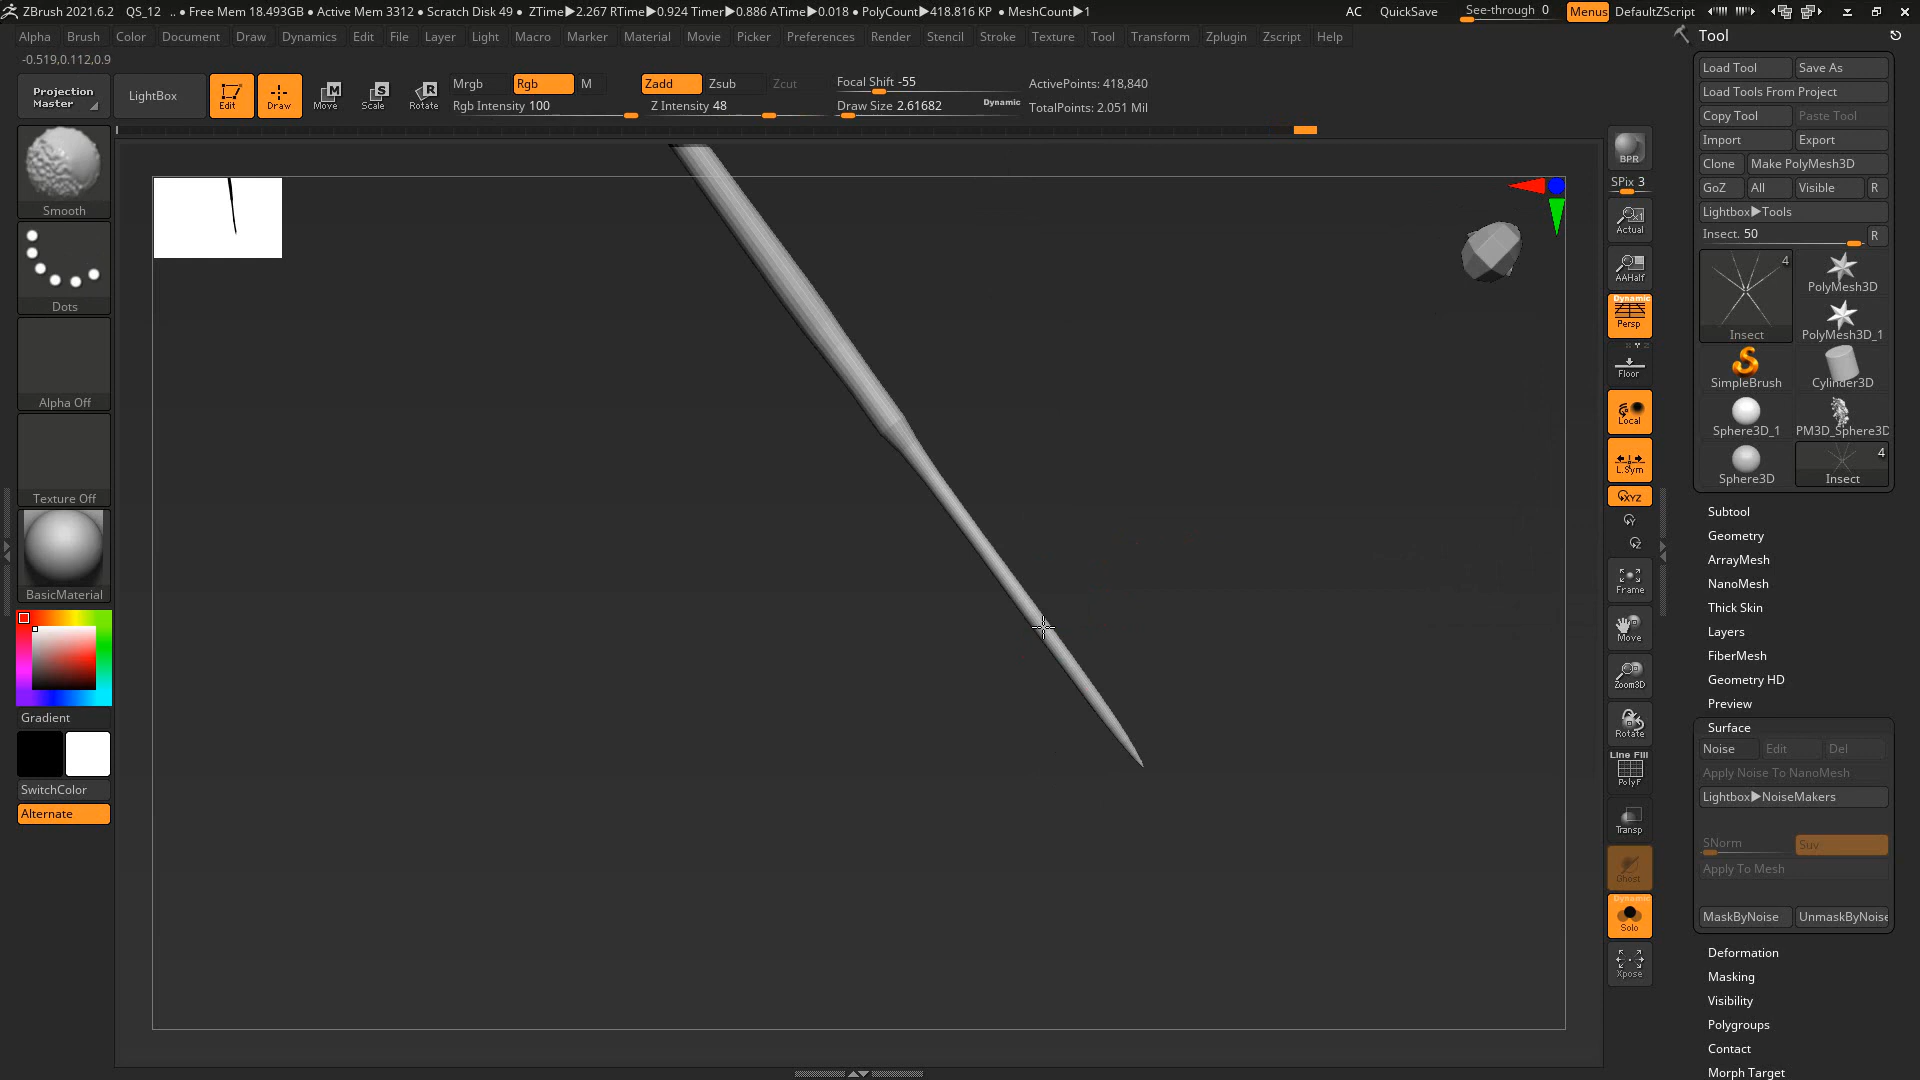 ZBrush 2021.6.2 QS_12 .. • Free Mem 18.493GB • Active Mem 3312 • Scratch Disk 49 • ZTime▶2.267 RTime▶0.924 Timer▶0.886 ATime▶0.018 • PolyCount▶418.816 KP • MeshCount▶1 AC QuickSave See-through 0 Menus DefaultZScript
Alpha Brush Color Document Draw Dynamics Edit File Layer Light Macro Marker Material Movie Picker Preferences Render Stencil Stroke Texture Tool Transform Zplugin Zscript Help
-0.519,0.112,0.9
Projection Master
LightBox
Edit
Draw
Move
Scale
Rotate
Mrgb Rgb M
Rgb Intensity 100
Zadd Zsub Zcut
Z Intensity 48
Focal Shift -55
Draw Size 2.61682
Dynamic
ActivePoints: 418,840
TotalPoints: 2.051 Mil
Smooth
Dots
Alpha Off
Texture Off
BasicMaterial
Gradient
SwitchColor
Alternate
BPR
SPix 3
Actual
AAHalf
Dynamic
Persp
Floor
Local
L.Sym
XYZ
Y
Z
Frame
Move
Zoom3D
Rotate
Line Fill
PolyF
Transp
Ghost
Dynamic
Solo
Xpose
Tool
Load Tool Save As
Load Tools From Project
Copy Tool Paste Tool
Import Export
Clone Make PolyMesh3D
GoZ All Visible R
Lightbox▶Tools
Insect. 50 R
4
Insect
PolyMesh3D
PolyMesh3D_1
SimpleBrush Cylinder3D
Sphere3D_1 PM3D_Sphere3D
4
Sphere3D Insect
Subtool
Geometry
ArrayMesh
NanoMesh
Thick Skin
Layers
FiberMesh
Geometry HD
Preview
Surface
Noise Edit Del
Apply Noise To NanoMesh
Lightbox▶NoiseMakers
SNorm Suv
Apply To Mesh
MaskByNoise UnmaskByNoise
Deformation
Masking
Visibility
Polygroups
Contact
Morph Target